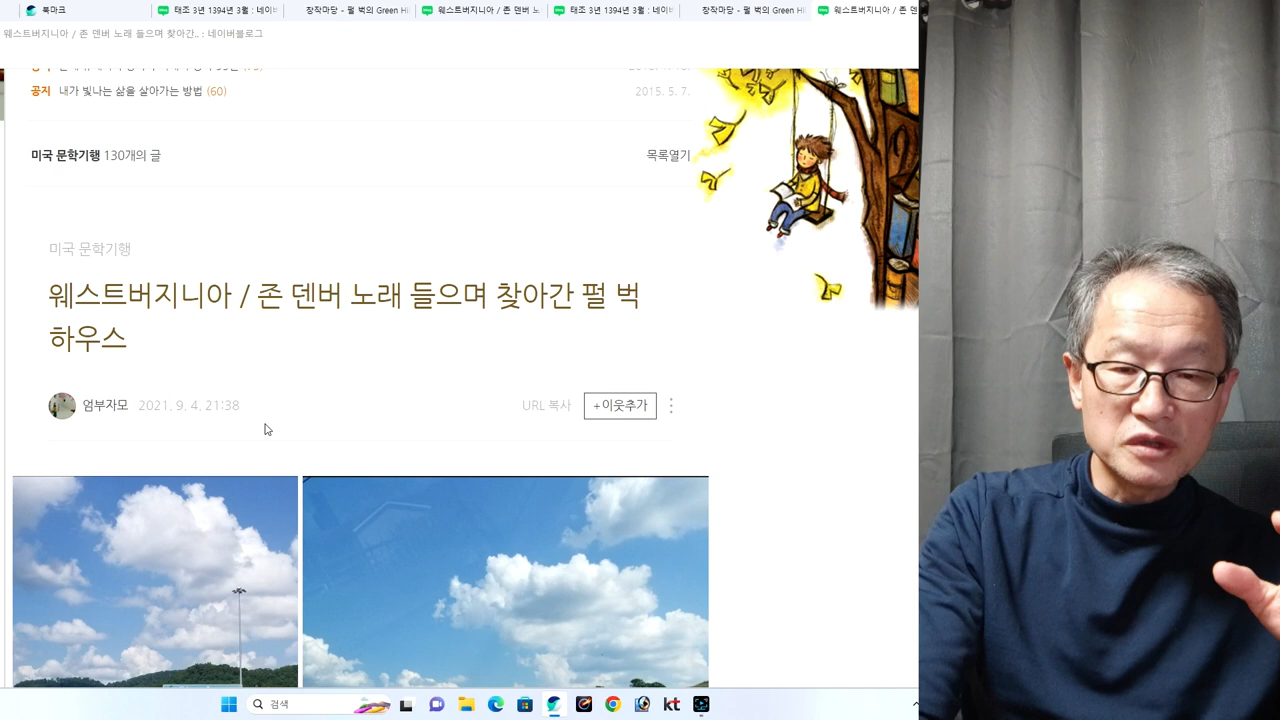 북마크
태조 3년 1394년 3월 : 네이버
창작마당 - 펄 벅의 Green Hi
웨스트버지니아 / 존 덴버 노
태조 3년 1394년 3월 : 네이버
창작마당 - 펄 벅의 Green Hi
웨스트버지니아 / 존 덴
웨스트버지니아 / 존 덴버 노래 들으며 찾아간.. : 네이버블로그
공지 내가 빛나는 삶을 살아가는 방법 (60) 2015. 5. 7.
미국 문학기행 130개의 글 목록열기
미국 문학기행
웨스트버지니아 / 존 덴버 노래 들으며 찾아간 펄 벅
하우스
엄부자모 2021. 9. 4. 21:38 URL 복사 +이웃추가
검색 kt